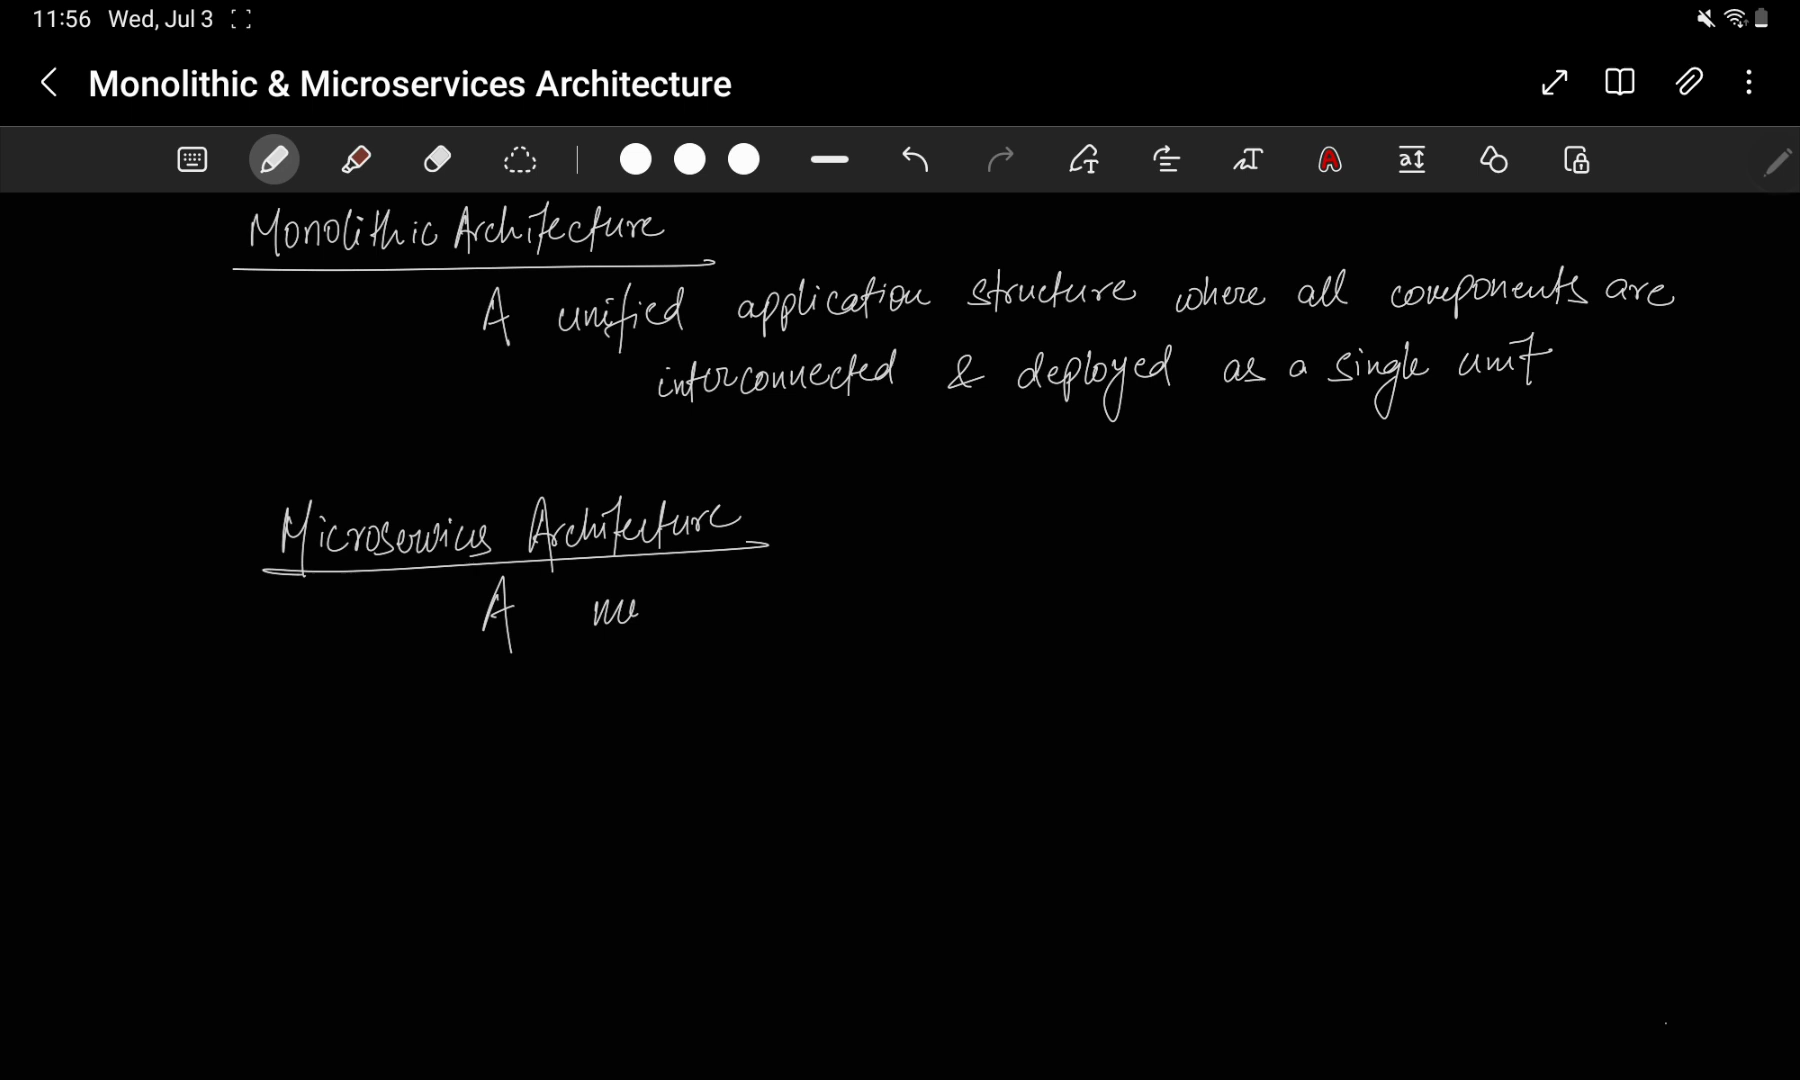 11:56 Wed, Jul 3
Monolithic & Microservices Architecture
Monolithic Architecture
A unified application structure where all components are
interconnected & deployed as a single unit
Microservices Architecture
A